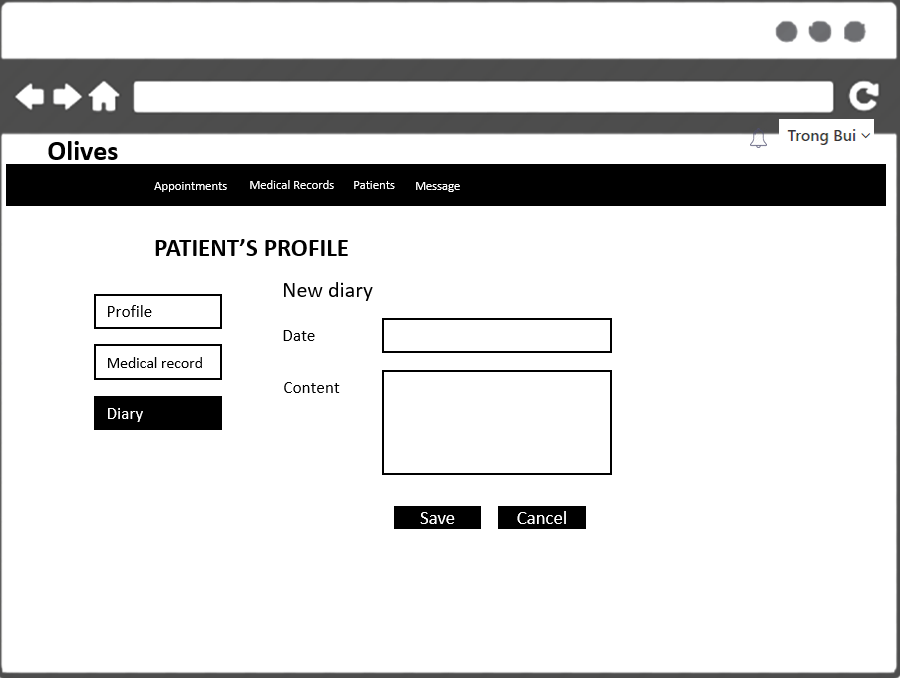 Trong Bui
Olives
Appointments Medical Records Patients Message
PATIENT’S PROFILE
New diary
Profile
Date
Medical record
Content
Diary
Save Cancel